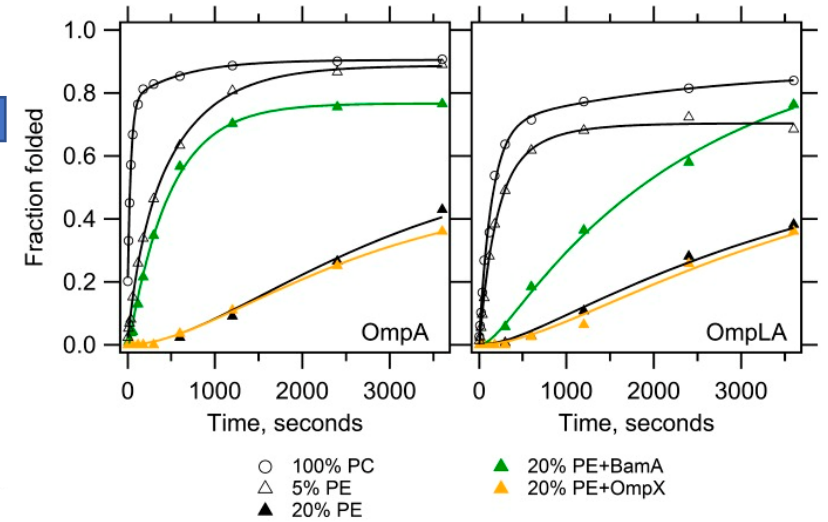 Fraction folded
1.0
0.8
0.6
0.4
0.2
0.0
OmpA
OmpLA
0 1000 2000 3000 0 1000 2000 3000
Time, seconds Time, seconds
100% PC
5% PE
20% PE
20% PE+BamA
20% PE+OmpX